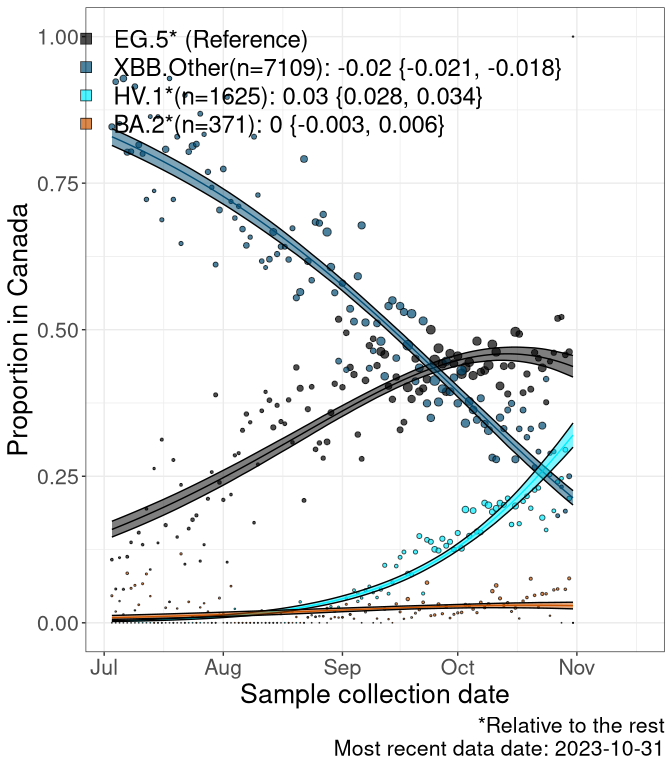 EG.5* (Reference)
XBB.Other(n=7109): -0.02 {-0.021, -0.018}
HV.1*(n=1625): 0.03 {0.028, 0.034}
BA.2*(n=371): 0 {-0.003, 0.006}
1.00
0.75
0.50
0.25
0.00
Proportion in Canada
Jul Aug Sep Oct Nov
Sample collection date
*Relative to the rest
Most recent data date: 2023-10-31